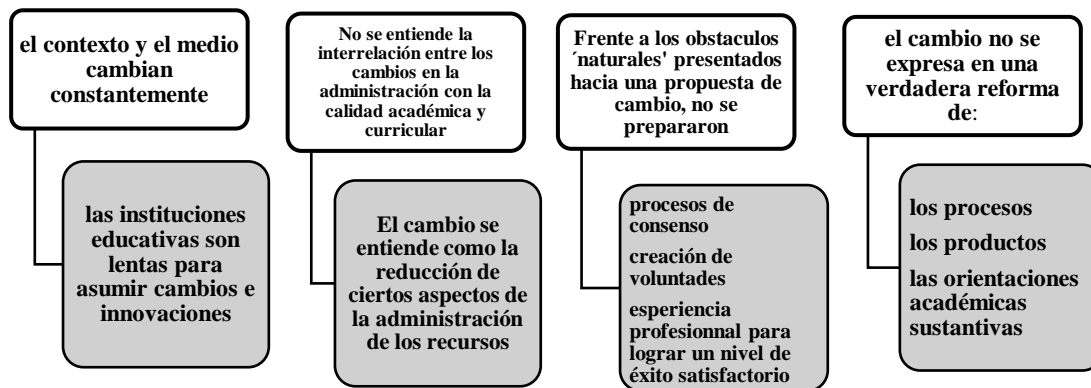 el contexto y el medio
cambian
constantemente
las instituciones
educativas son
lentas para
asumir cambios e
innovaciones
No se entiende la
interrelación entre los
cambios en la
administración con la
calidad académica y
curricular
El cambio se
entiende como la
reducción de
ciertos aspectos de
la administración
de los recursos
Frente a los obstaculos
´naturales' presentados
hacia una propuesta de
cambio, no se
prepararon
procesos de
consenso
creación de
voluntades
esperiencia
profesionnal para
lograr un nivel de
éxito satisfactorio
el cambio no se
expresa en una
verdadera reforma
de:
los procesos
los productos
las orientaciones
académicas
sustantivas